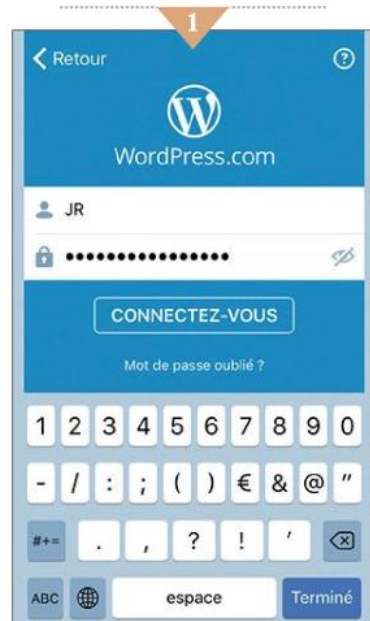 1
Retour ?
WordPress.com
JR
••••••••••••••••
CONNECTEZ-VOUS
Mot de passe oublié ?
1 2 3 4 5 6 7 8 9 0
- / : ; ( ) € & @ "
#+= . , ? ! '
ABC espace Terminé